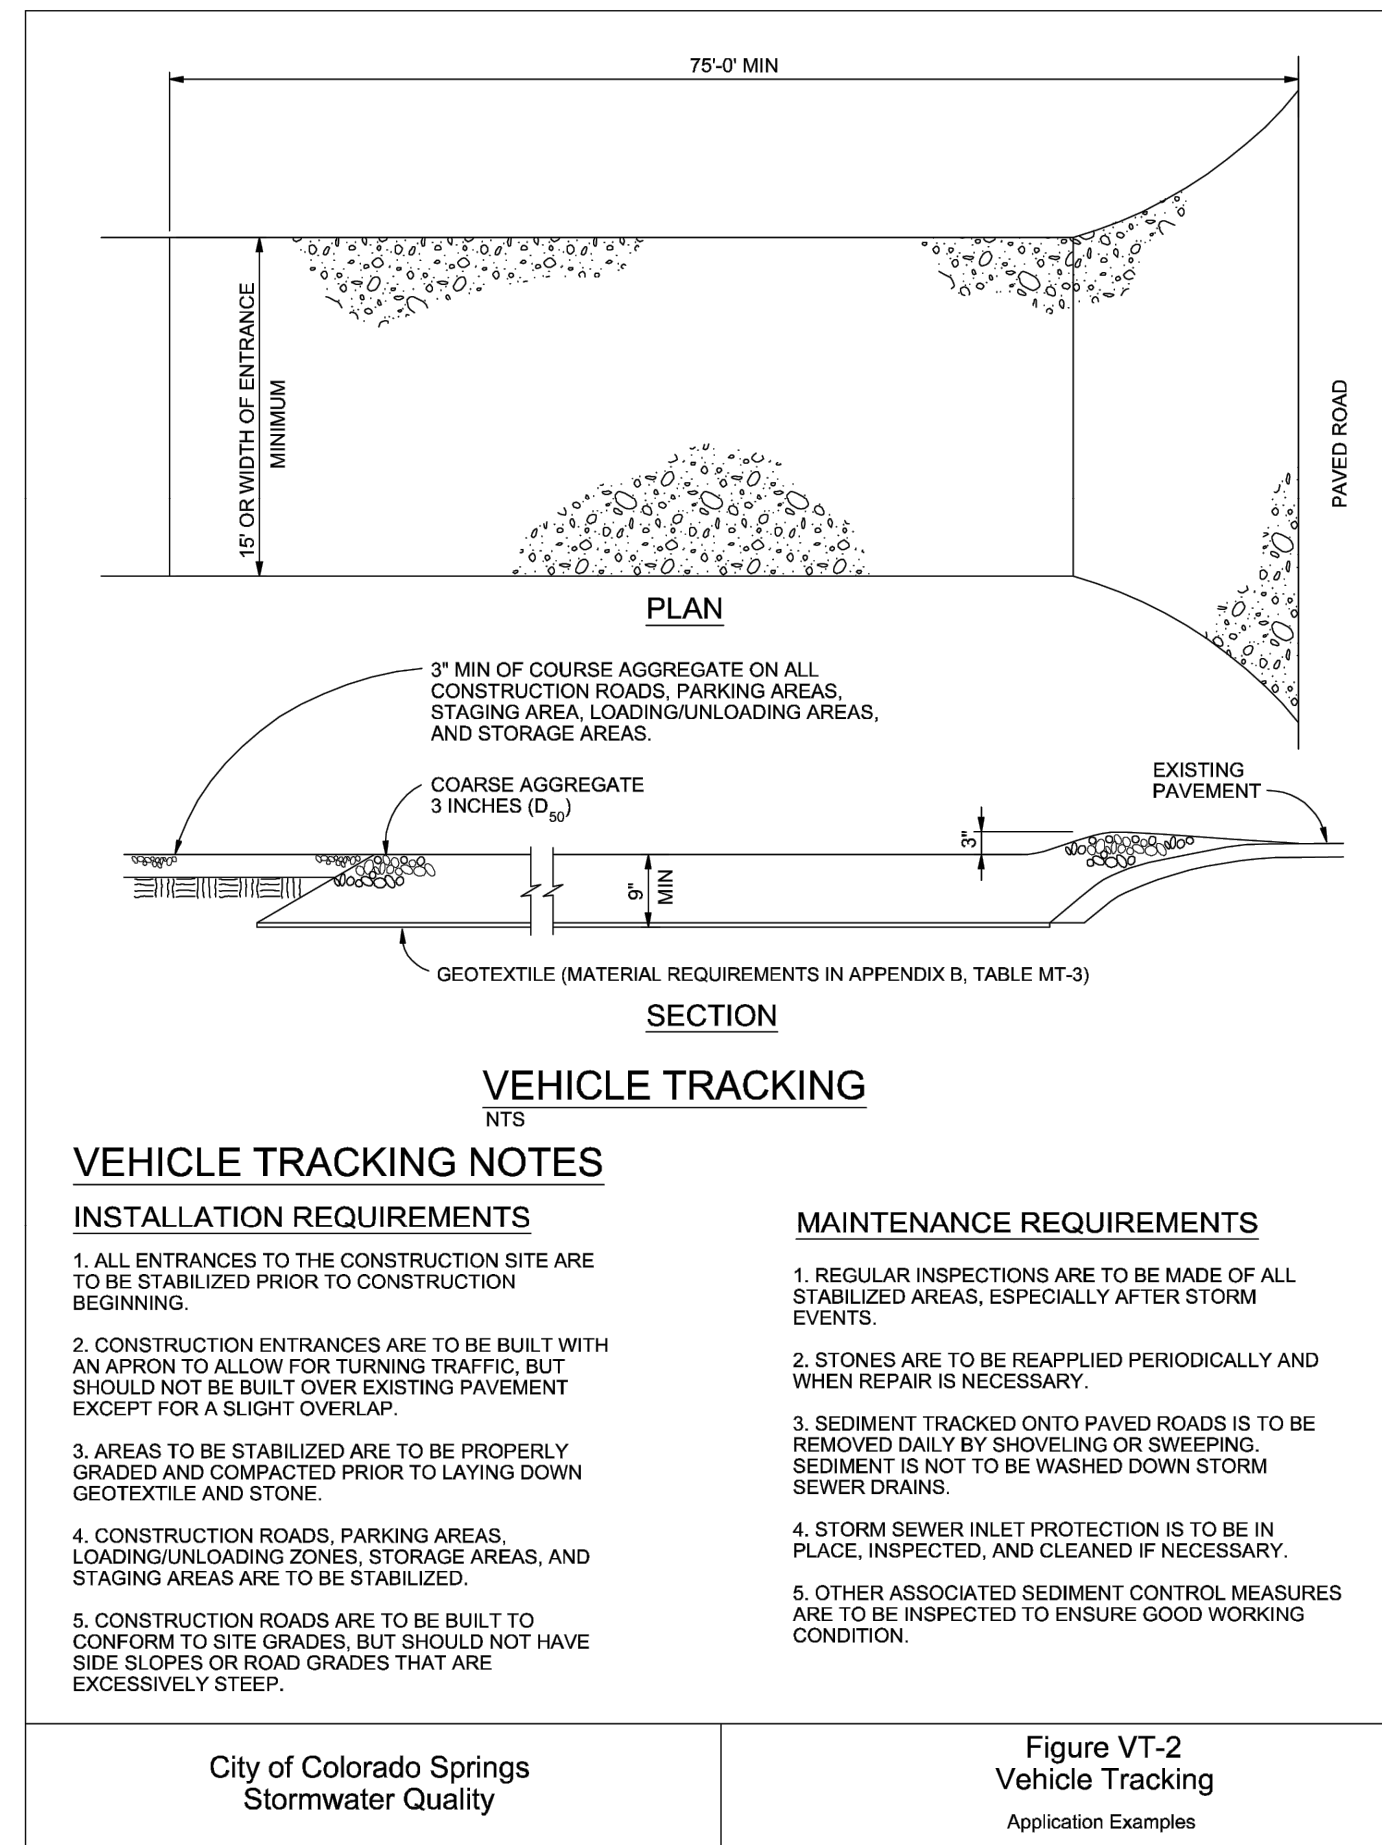 75'-0' MIN
15' OR WIDTH OF ENTRANCE
MINIMUM
PAVED ROAD
PLAN
3" MIN OF COURSE AGGREGATE ON ALL
CONSTRUCTION ROADS, PARKING AREAS,
STAGING AREA, LOADING/UNLOADING AREAS,
AND STORAGE AREAS.
COARSE AGGREGATE
3 INCHES (D50)
EXISTING
PAVEMENT
3"
9"
MIN
GEOTEXTILE (MATERIAL REQUIREMENTS IN APPENDIX B, TABLE MT-3)
SECTION
VEHICLE TRACKING
NTS
VEHICLE TRACKING NOTES
INSTALLATION REQUIREMENTS
1. ALL ENTRANCES TO THE CONSTRUCTION SITE ARE
TO BE STABILIZED PRIOR TO CONSTRUCTION
BEGINNING.
2. CONSTRUCTION ENTRANCES ARE TO BE BUILT WITH
AN APRON TO ALLOW FOR TURNING TRAFFIC, BUT
SHOULD NOT BE BUILT OVER EXISTING PAVEMENT
EXCEPT FOR A SLIGHT OVERLAP.
3. AREAS TO BE STABILIZED ARE TO BE PROPERLY
GRADED AND COMPACTED PRIOR TO LAYING DOWN
GEOTEXTILE AND STONE.
4. CONSTRUCTION ROADS, PARKING AREAS,
LOADING/UNLOADING ZONES, STORAGE AREAS, AND
STAGING AREAS ARE TO BE STABILIZED.
5. CONSTRUCTION ROADS ARE TO BE BUILT TO
CONFORM TO SITE GRADES, BUT SHOULD NOT HAVE
SIDE SLOPES OR ROAD GRADES THAT ARE
EXCESSIVELY STEEP.
MAINTENANCE REQUIREMENTS
1. REGULAR INSPECTIONS ARE TO BE MADE OF ALL
STABILIZED AREAS, ESPECIALLY AFTER STORM
EVENTS.
2. STONES ARE TO BE REAPPLIED PERIODICALLY AND
WHEN REPAIR IS NECESSARY.
3. SEDIMENT TRACKED ONTO PAVED ROADS IS TO BE
REMOVED DAILY BY SHOVELING OR SWEEPING.
SEDIMENT IS NOT TO BE WASHED DOWN STORM
SEWER DRAINS.
4. STORM SEWER INLET PROTECTION IS TO BE IN
PLACE, INSPECTED, AND CLEANED IF NECESSARY.
5. OTHER ASSOCIATED SEDIMENT CONTROL MEASURES
ARE TO BE INSPECTED TO ENSURE GOOD WORKING
CONDITION.
City of Colorado Springs
Stormwater Quality
Figure VT-2
Vehicle Tracking
Application Examples